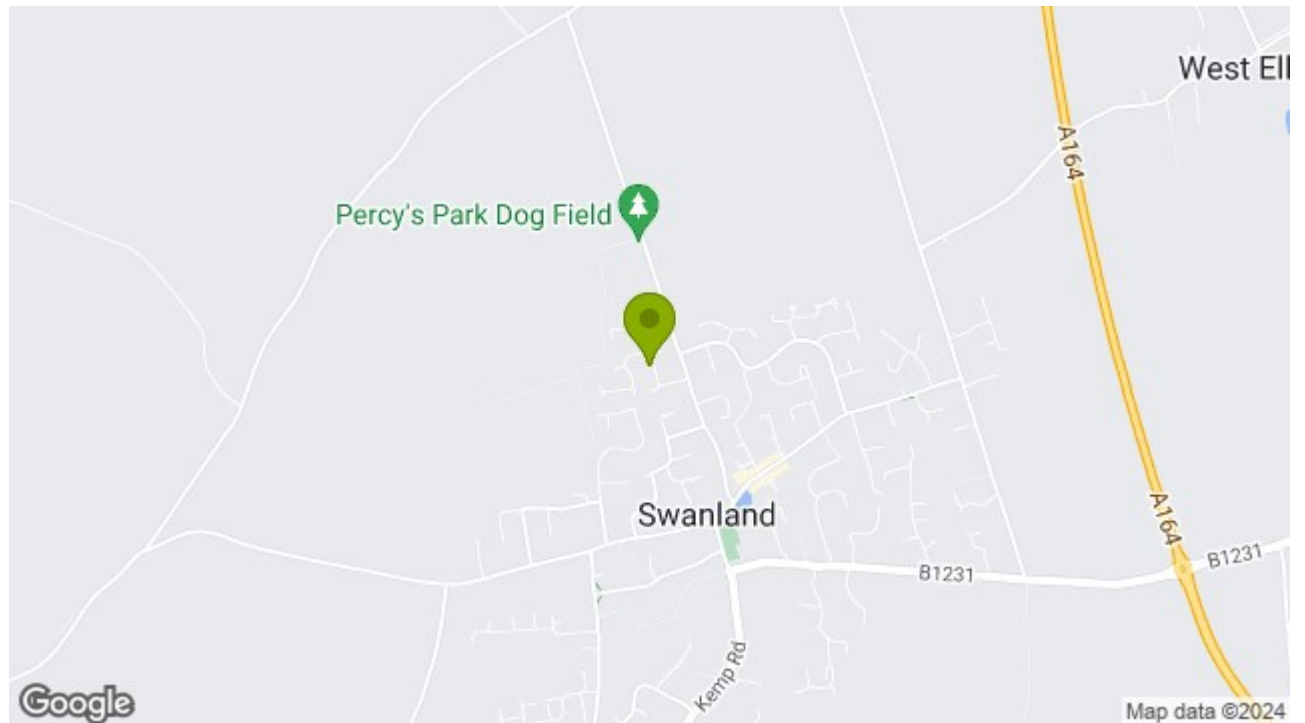 West Ell
A164
Percy's Park Dog Field
Swanland
A164
B1231
B1231
Kemp Rd
Google
Map data ©2024